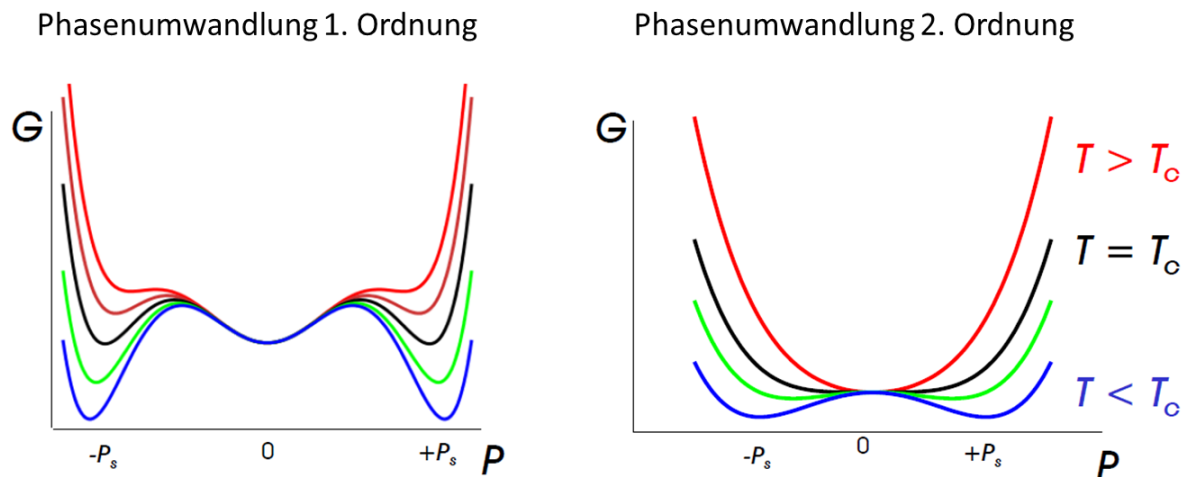 Phasenumwandlung 1. Ordnung
G
-Ps
0
+Ps
P
Phasenumwandlung 2. Ordnung
G
T > Tc
T = Tc
T < Tc
-Ps
0
+Ps
P